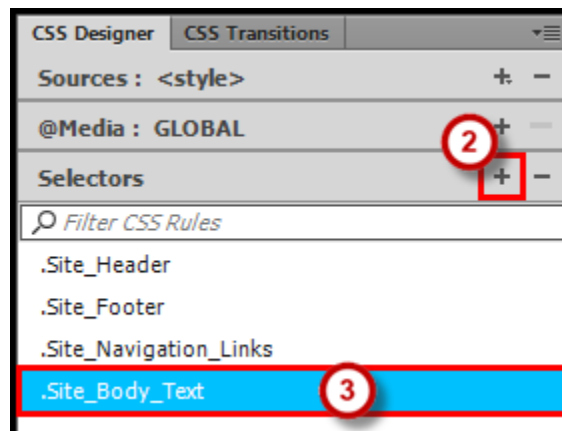 CSS Designer CSS Transitions
Sources : <style>
@Media : GLOBAL
2
Selectors
Filter CSS Rules
.Site_Header
.Site_Footer
.Site_Navigation_Links
.Site_Body_Text 3